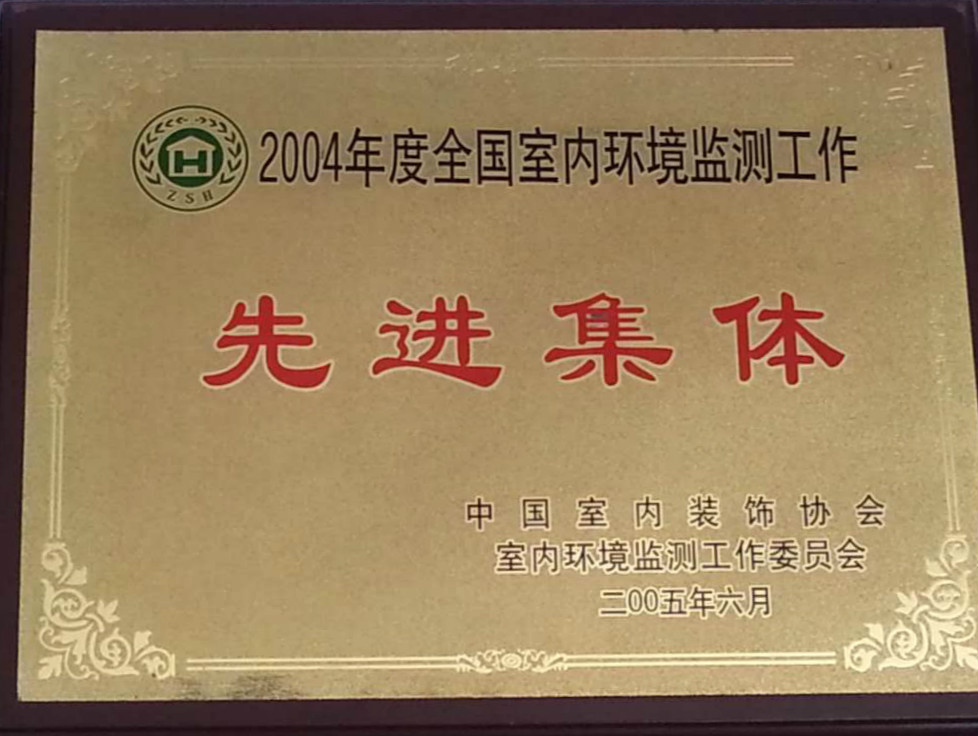 2004年度全国室内环境监测工作
ZSH
先进集体
中国室内装饰协会
室内环境监测工作委员会
二00五年六月